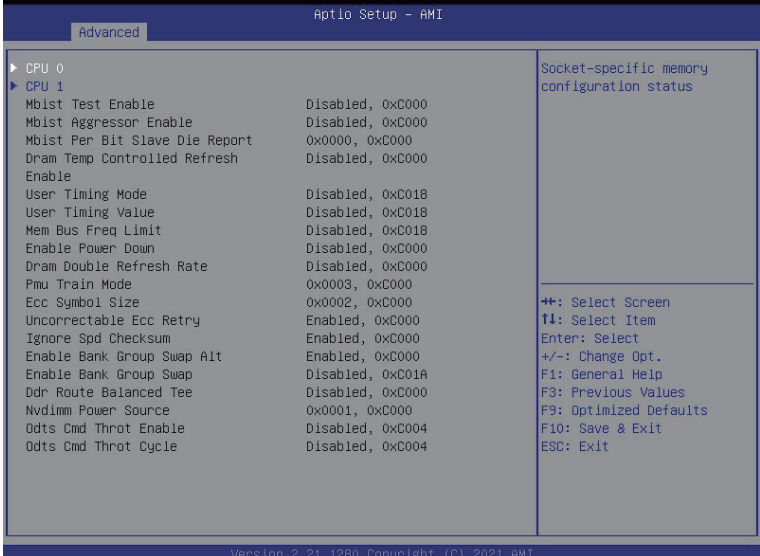 Aptio Setup – AMI
Advanced
CPU 0
CPU 1
Mbist Test Enable Disabled, 0xC000
Mbist Aggressor Enable Disabled, 0xC000
Mbist Per Bit Slave Die Report 0x0000, 0xC000
Dram Temp Controlled Refresh Disabled, 0xC000
Enable
User Timing Mode Disabled, 0xC018
User Timing Value Disabled, 0xC018
Mem Bus Freq Limit Disabled, 0xC018
Enable Power Down Disabled, 0xC000
Dram Double Refresh Rate Disabled, 0xC000
Pmu Train Mode 0x0003, 0xC000
Ecc Symbol Size 0x0002, 0xC000
Uncorrectable Ecc Retry Enabled, 0xC000
Ignore Spd Checksum Enabled, 0xC000
Enable Bank Group Swap Alt Enabled, 0xC000
Enable Bank Group Swap Disabled, 0xC01A
Ddr Route Balanced Tee Disabled, 0xC000
Nvdimm Power Source 0x0001, 0xC000
Odts Cmd Throt Enable Disabled, 0xC004
Odts Cmd Throt Cycle Disabled, 0xC004
Socket-specific memory
configuration status
→←: Select Screen
↑↓: Select Item
Enter: Select
+/-: Change Opt.
F1: General Help
F3: Previous Values
F9: Optimized Defaults
F10: Save & Exit
ESC: Exit
Version 2.21.1280 Copyright (C) 2021 AMI